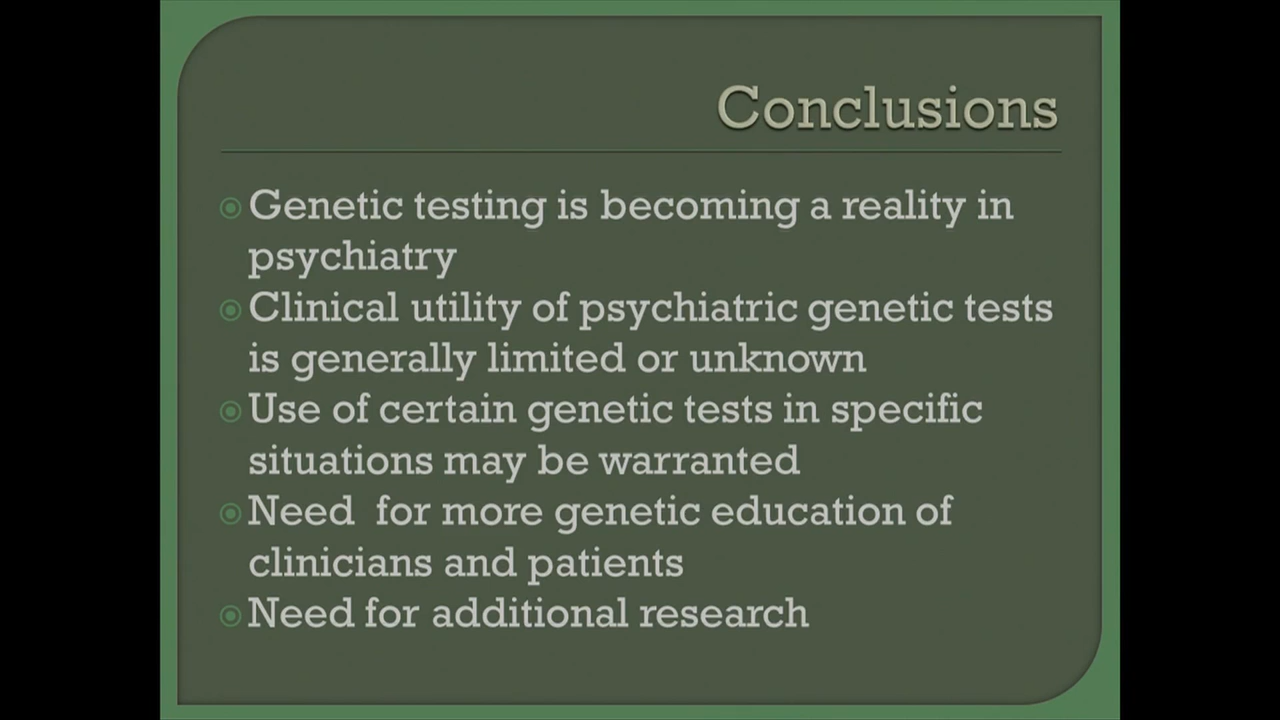 Conclusions
Genetic testing is becoming a reality in
psychiatry
Clinical utility of psychiatric genetic tests
is generally limited or unknown
Use of certain genetic tests in specific
situations may be warranted
Need  for more genetic education of
clinicians and patients
Need for additional research